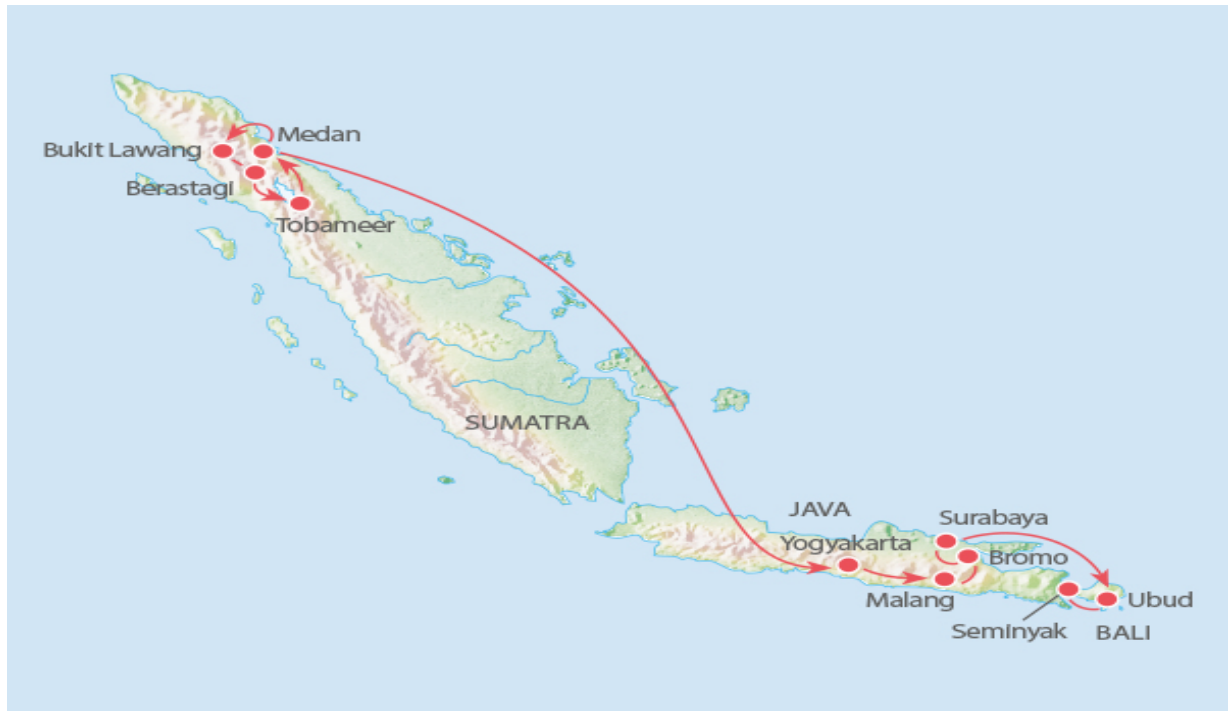 Medan
Bukit Lawang
Berastagi
Tobameer
SUMATRA
JAVA
Surabaya
Yogyakarta
Bromo
Malang
Ubud
Seminyak
BALI